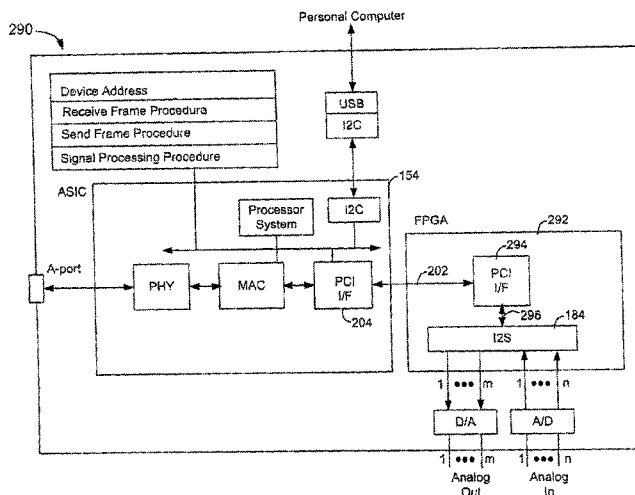 Personal Computer
290
Device Address
Receive Frame Procedure
Send Frame Procedure
Signal Processing Procedure
USB
I2C
ASIC
154
Processor
System
I2C
FPGA
292
A-port
PHY
MAC
PCI
I/F
204
202
294
PCI
I/F
296
184
I2S
1 ••• m
1 ••• n
D/A
A/D
1 ••• m
1 ••• n
Analog
Out
Analog
In